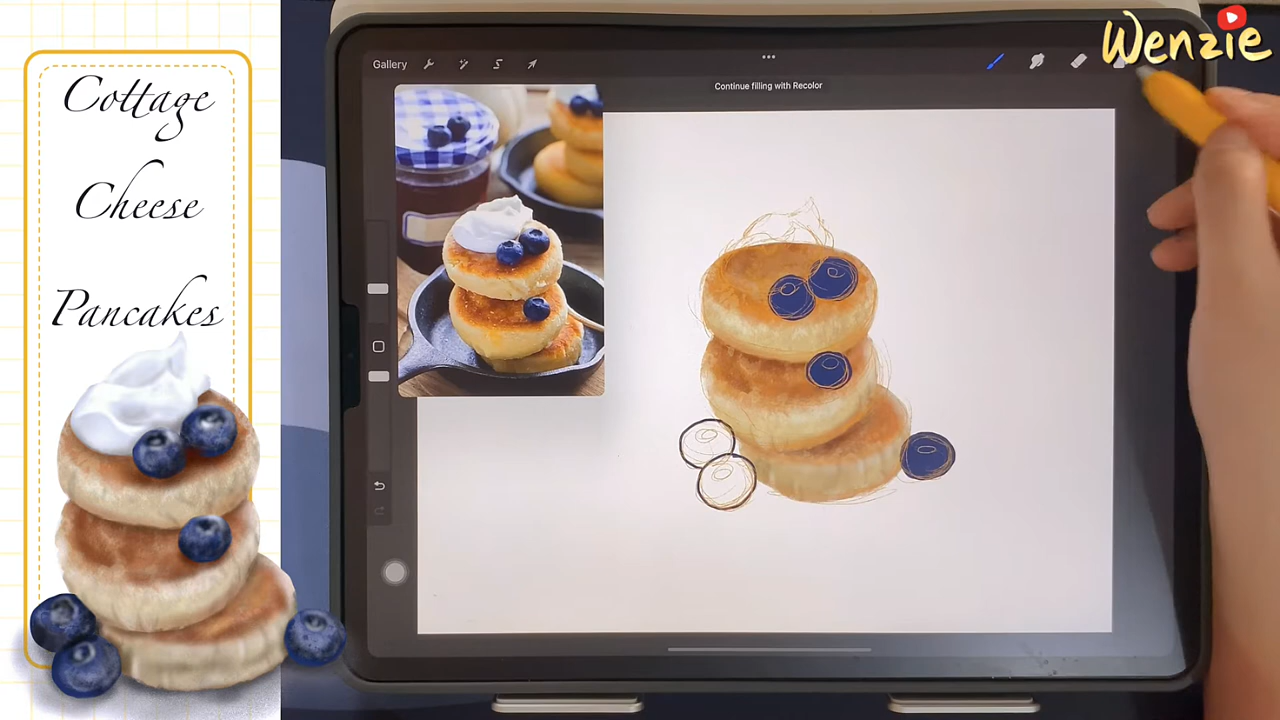 Cottage
Cheese
Pancakes
Gallery
Continue filling with Recolor
Wenzie